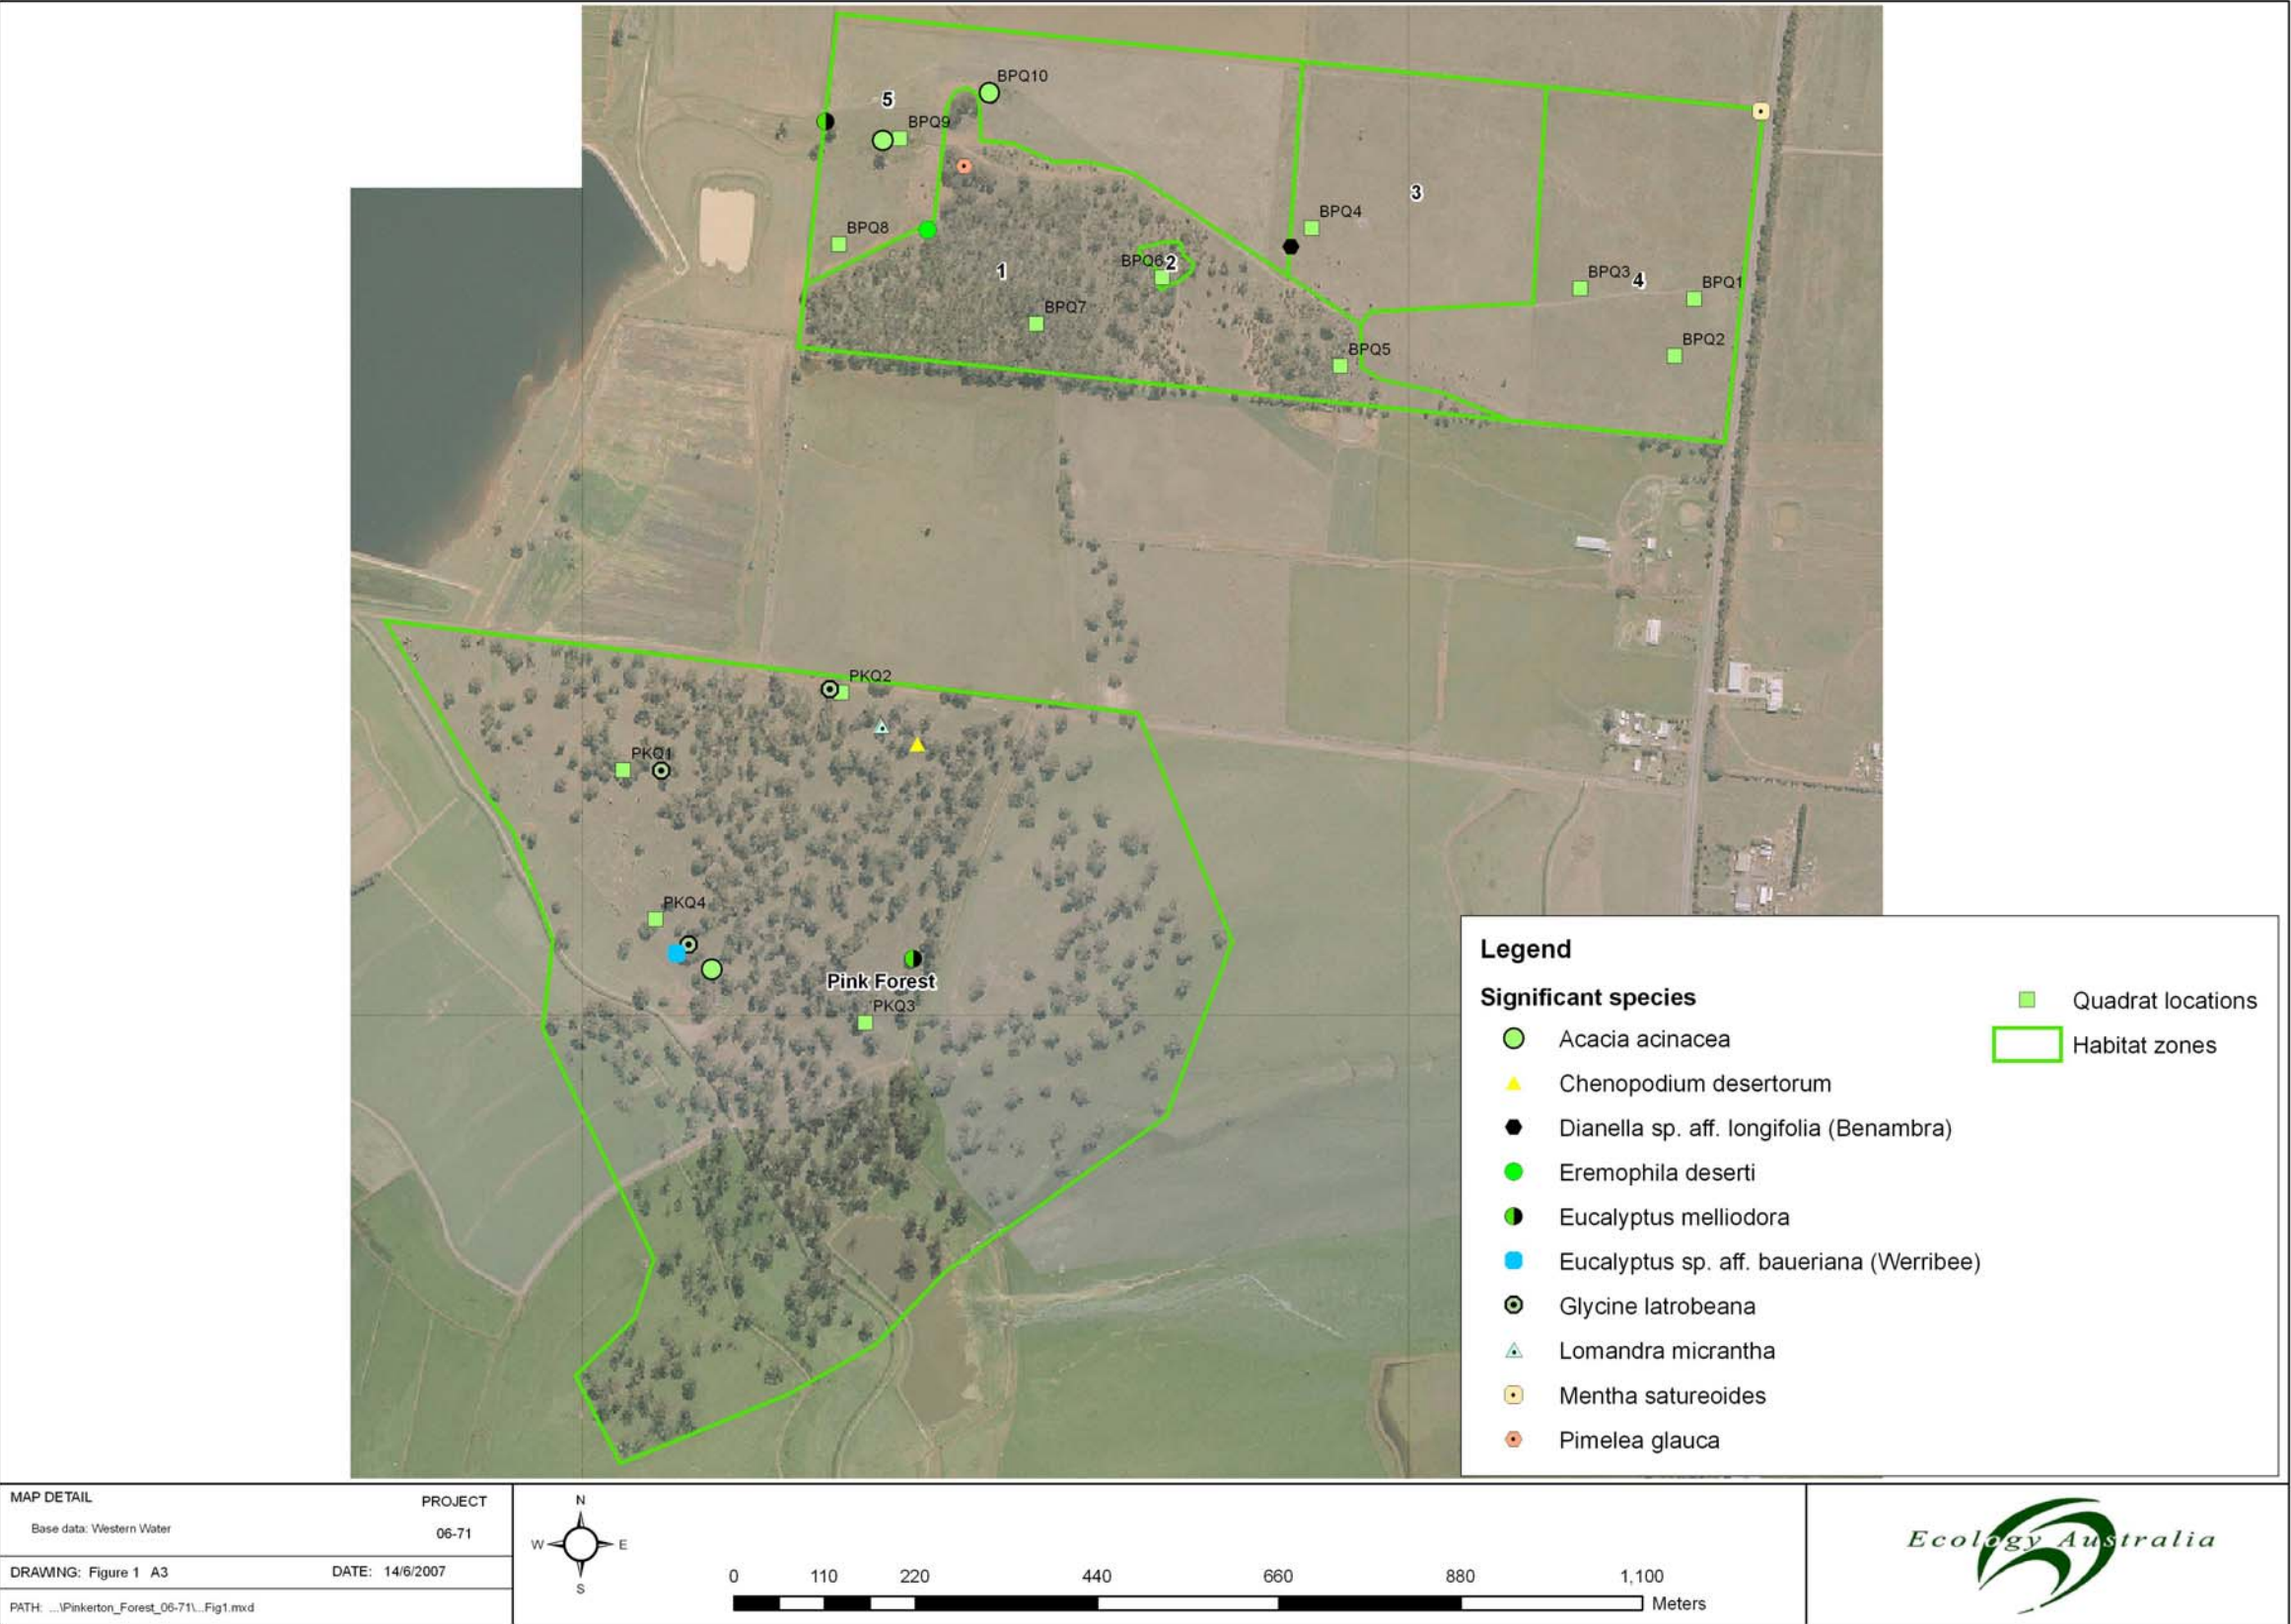 BPQ10
5
BPQ9
3
BPQ4
BPQ8
BPQ6
2
1
BPQ3
4
BPQ1
BPQ7
BPQ2
BPQ5
PKQ2
PKQ1
PKQ4
Pink Forest
PKQ3
Legend
Significant species
Acacia acinacea
Chenopodium desertorum
Dianella sp. aff. longifolia (Benambra)
Eremophila deserti
Eucalyptus melliodora
Eucalyptus sp. aff. baueriana (Werribee)
Glycine latrobeana
Lomandra micrantha
Mentha satureoides
Pimelea glauca
Quadrat locations
Habitat zones
MAP DETAIL
PROJECT
Base data: Western Water
06-71
DRAWING: Figure 1 A3
DATE: 14/6/2007
PATH: ...\Pinkerton_Forest_06-71\...Fig1.mxd
N
W E
S
0 110 220 440 660 880 1,100
Meters
Ecology Australia